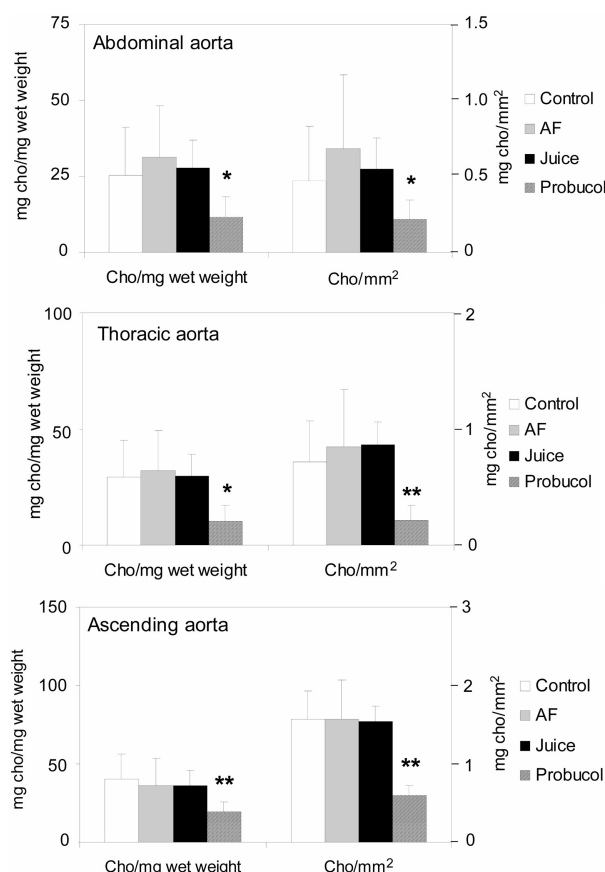 Abdominal aorta
mg cho/mg wet weight
75
50
25
0
*
*
1.5
1.0
0.5
0
mg cho/mm2
Control
AF
Juice
Probucol
Cho/mg wet weight
Cho/mm2
Thoracic aorta
mg cho/mg wet weight
100
50
0
*
**
2
1
0
mg cho/mm2
Control
AF
Juice
Probucol
Cho/mg wet weight
Cho/mm2
Ascending aorta
mg cho/mg wet weight
150
100
50
0
**
**
3
2
1
0
mg cho/mm2
Control
AF
Juice
Probucol
Cho/mg wet weight
Cho/mm2